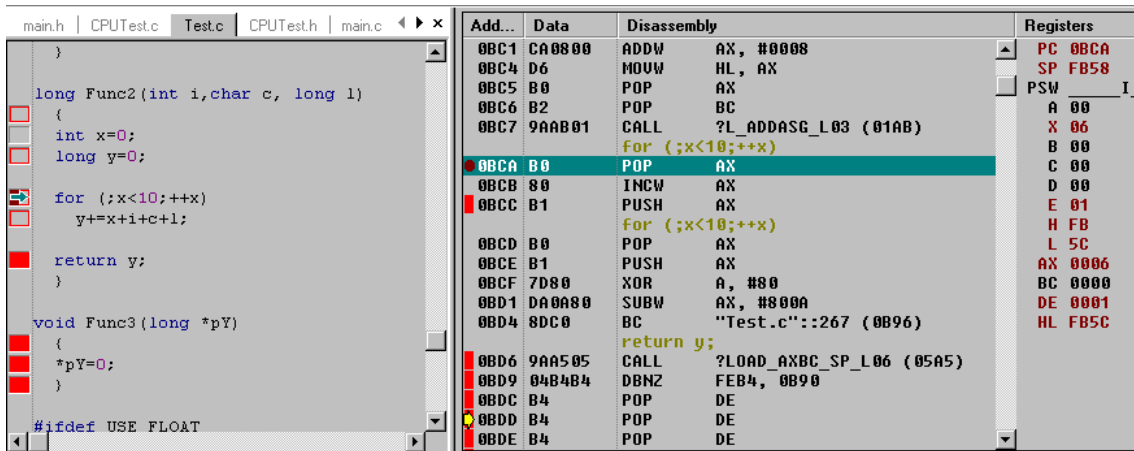 main.h CPUTest.c Test.c CPUTest.h main.c
}
long Func2(int i,char c, long l)
{
int x=0;
long y=0;
for (;x<10;++x)
y+=x+i+c+l;
return y;
}
void Func3(long *pY)
{
*pY=0;
}
#ifdef USE FLOAT
Add... Data Disassembly
0BC1 CA0800 ADDW AX, #0008
0BC4 D6 MOVW HL, AX
0BC5 B0 POP AX
0BC6 B2 POP BC
0BC7 9AAB01 CALL ?L_ADDASG_L03 (01AB)
for (;x<10;++x)
0BCA B0 POP AX
0BCB 80 INCW AX
0BCC B1 PUSH AX
for (;x<10;++x)
0BCD B0 POP AX
0BCE B1 PUSH AX
0BCF 7D80 XOR A, #80
0BD1 DA0A80 SUBW AX, #800A
0BD4 8DC0 BC "Test.c"::267 (0B96)
return y;
0BD6 9AA505 CALL ?LOAD_AXBC_SP_L06 (05A5)
0BD9 04B4B4 DBNZ FEB4, 0B90
0BDC B4 POP DE
0BDD B4 POP DE
0BDE B4 POP DE
Registers
PC 0BCA
SP FB58
PSW ______I_
A 00
X 06
B 00
C 00
D 00
E 01
H FB
L 5C
AX 0006
BC 0000
DE 0001
HL FB5C